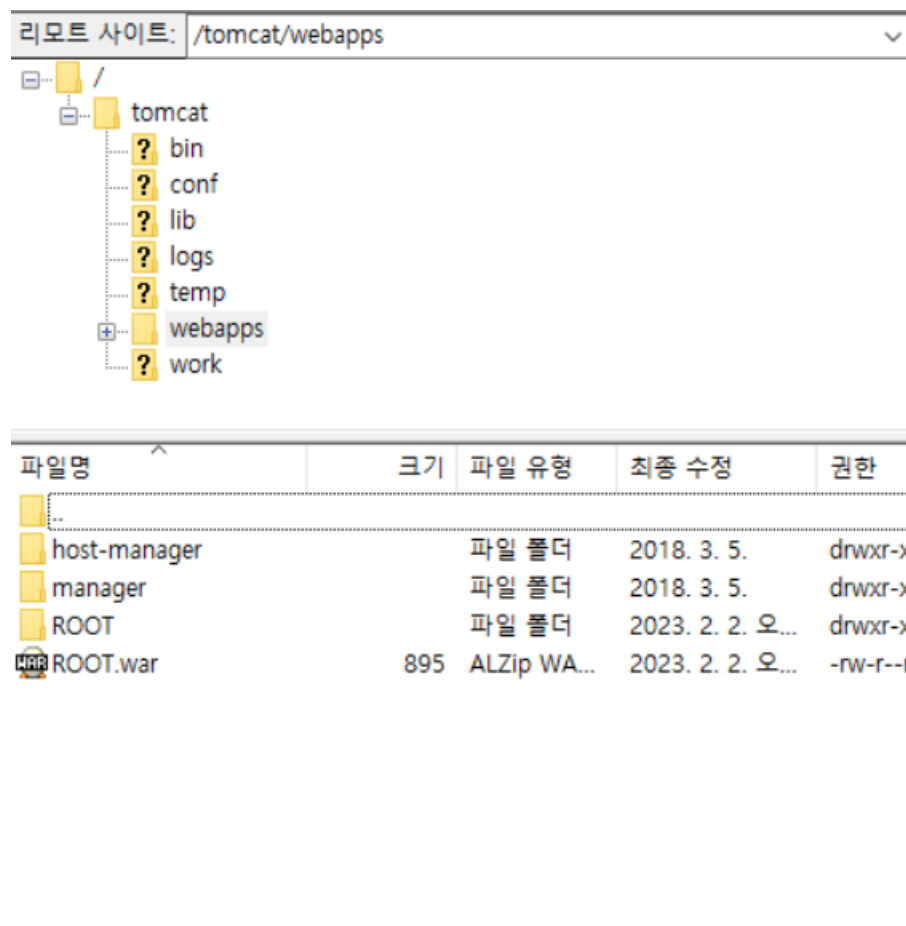 리모트 사이트: /tomcat/webapps
/
tomcat
? bin
? conf
? lib
? logs
? temp
webapps
? work
파일명 크기 파일 유형 최종 수정 권한
..
host-manager 파일 폴더 2018. 3. 5. drwxr-x
manager 파일 폴더 2018. 3. 5. drwxr-x
ROOT 파일 폴더 2023. 2. 2. 오... drwxr-x
WAR ROOT.war 895 ALZip WA... 2023. 2. 2. 오... -rw-r--r